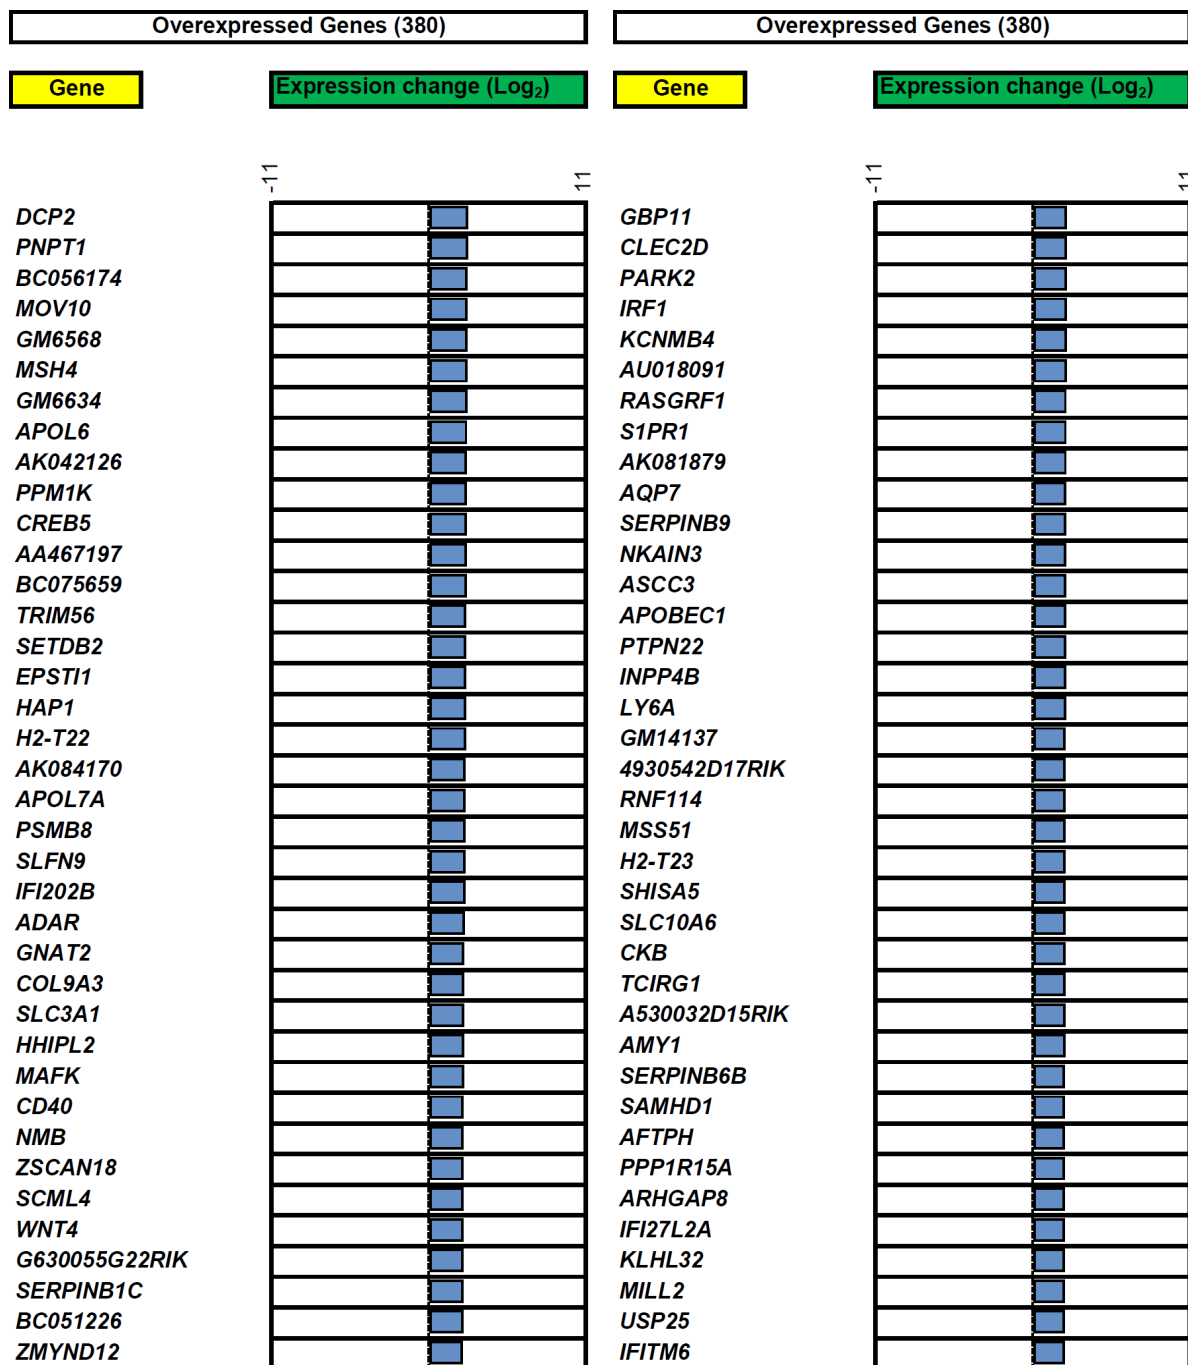 Overexpressed Genes (380)
Gene
Expression change (Log₂)
-11
11
DCP2
PNPT1
BC056174
MOV10
GM6568
MSH4
GM6634
APOL6
AK042126
PPM1K
CREB5
AA467197
BC075659
TRIM56
SETDB2
EPSTI1
HAP1
H2-T22
AK084170
APOL7A
PSMB8
SLFN9
IFI202B
ADAR
GNAT2
COL9A3
SLC3A1
HHIPL2
MAFK
CD40
NMB
ZSCAN18
SCML4
WNT4
G630055G22RIK
SERPINB1C
BC051226
ZMYND12
Overexpressed Genes (380)
Gene
Expression change (Log₂)
-11
11
GBP11
CLEC2D
PARK2
IRF1
KCNMB4
AU018091
RASGRF1
S1PR1
AK081879
AQP7
SERPINB9
NKAIN3
ASCC3
APOBEC1
PTPN22
INPP4B
LY6A
GM14137
4930542D17RIK
RNF114
MSS51
H2-T23
SHISA5
SLC10A6
CKB
TCIRG1
A530032D15RIK
AMY1
SERPINB6B
SAMHD1
AFTPH
PPP1R15A
ARHGAP8
IFI27L2A
KLHL32
MILL2
USP25
IFITM6